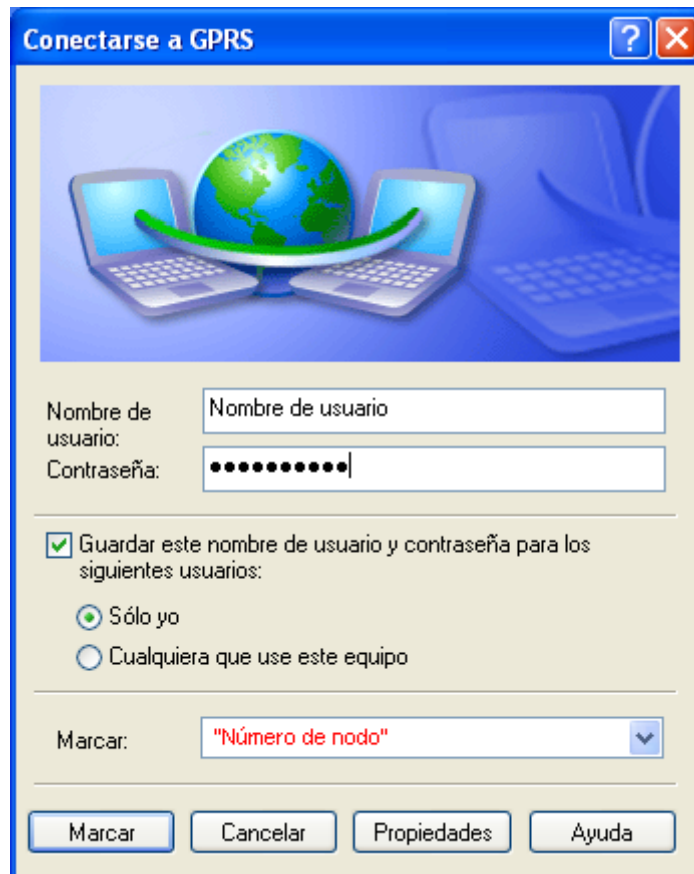 Conectarse a GPRS
Nombre de usuario
Nombre de
usuario:
Contraseña: ●●●●●●●●●●
Guardar este nombre de usuario y contraseña para los
siguientes usuarios:
Sólo yo
Cualquiera que use este equipo
Marcar: "Número de nodo"
Marcar Cancelar Propiedades Ayuda